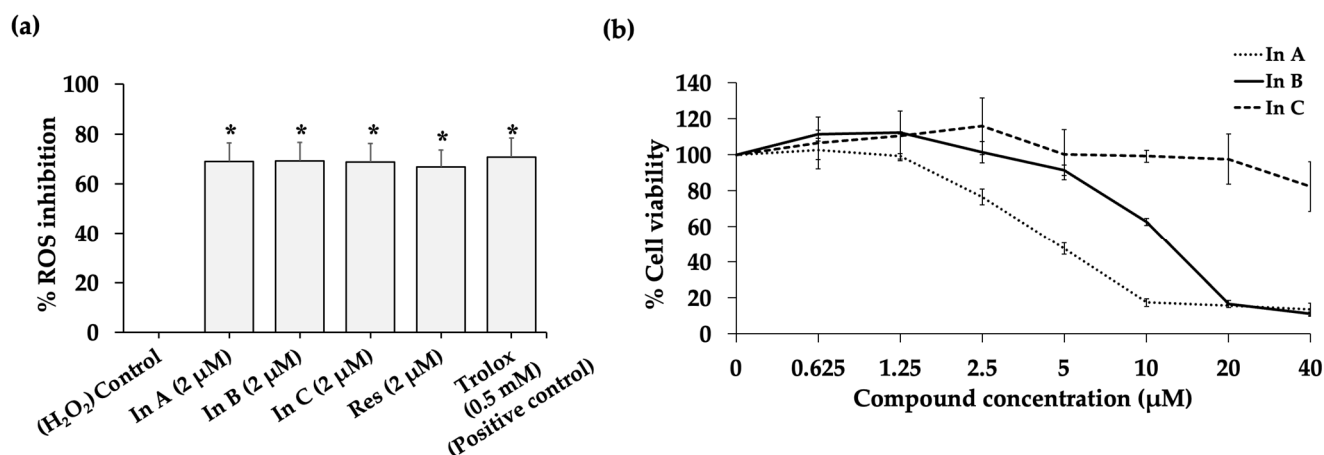 (a)
% ROS inhibition
100
80
60
40
20
0
*
*
*
*
*
(H₂O₂) Control
In A (2 μM)
In B (2 μM)
In C (2 μM)
Res (2 μM)
Trolox
(0.5 mM)
(Positive control)
(b)
In A
In B
In C
% Cell viability
140
120
100
80
60
40
20
0
0
0.625
1.25
2.5
5
10
20
40
Compound concentration (μM)